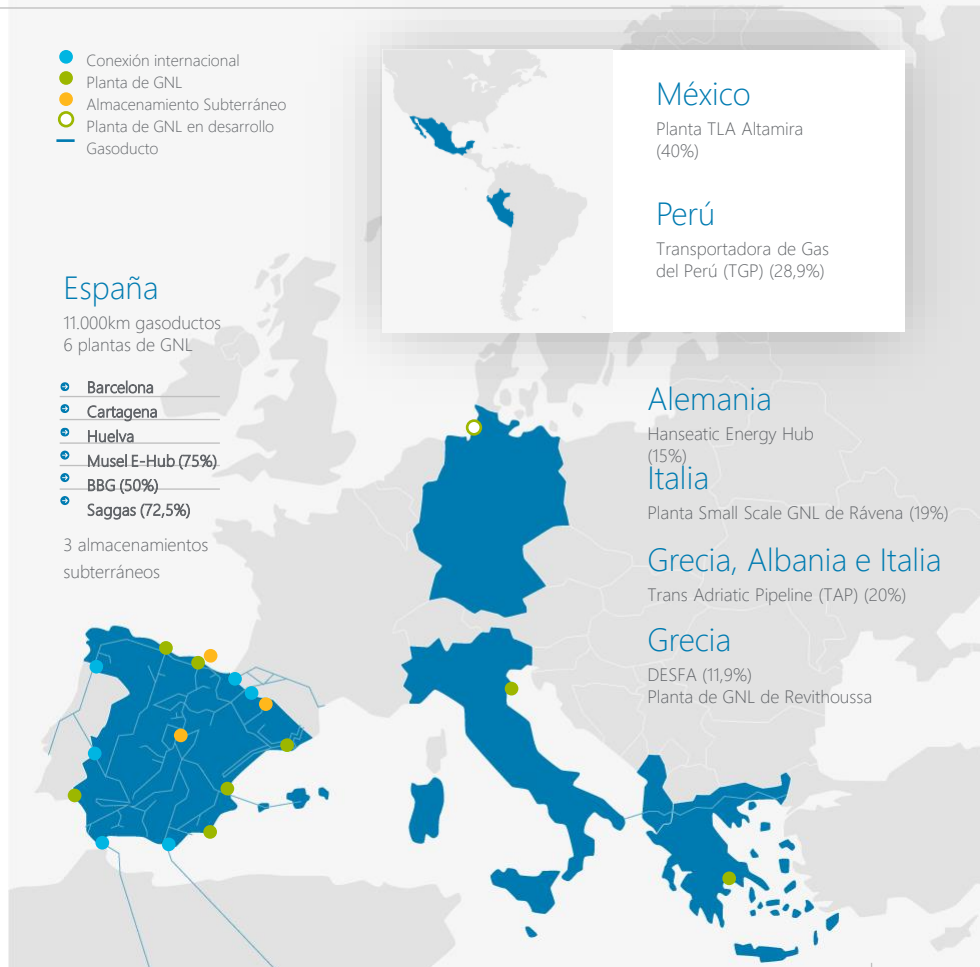 Conexión internacional
Planta de GNL
Almacenamiento Subterráneo
Planta de GNL en desarrollo
Gasoducto
México
Planta TLA Altamira
(40%)
Perú
Transportadora de Gas
del Perú (TGP) (28,9%)
España
11.000km gasoductos
6 plantas de GNL
Barcelona
Cartagena
Huelva
Musel E-Hub (75%)
BBG (50%)
Saggas (72,5%)
3 almacenamientos
subterráneos
Alemania
Hanseatic Energy Hub
(15%)
Italia
Planta Small Scale GNL de Rávena (19%)
Grecia, Albania e Italia
Trans Adriatic Pipeline (TAP) (20%)
Grecia
DESFA (11,9%)
Planta de GNL de Revithoussa